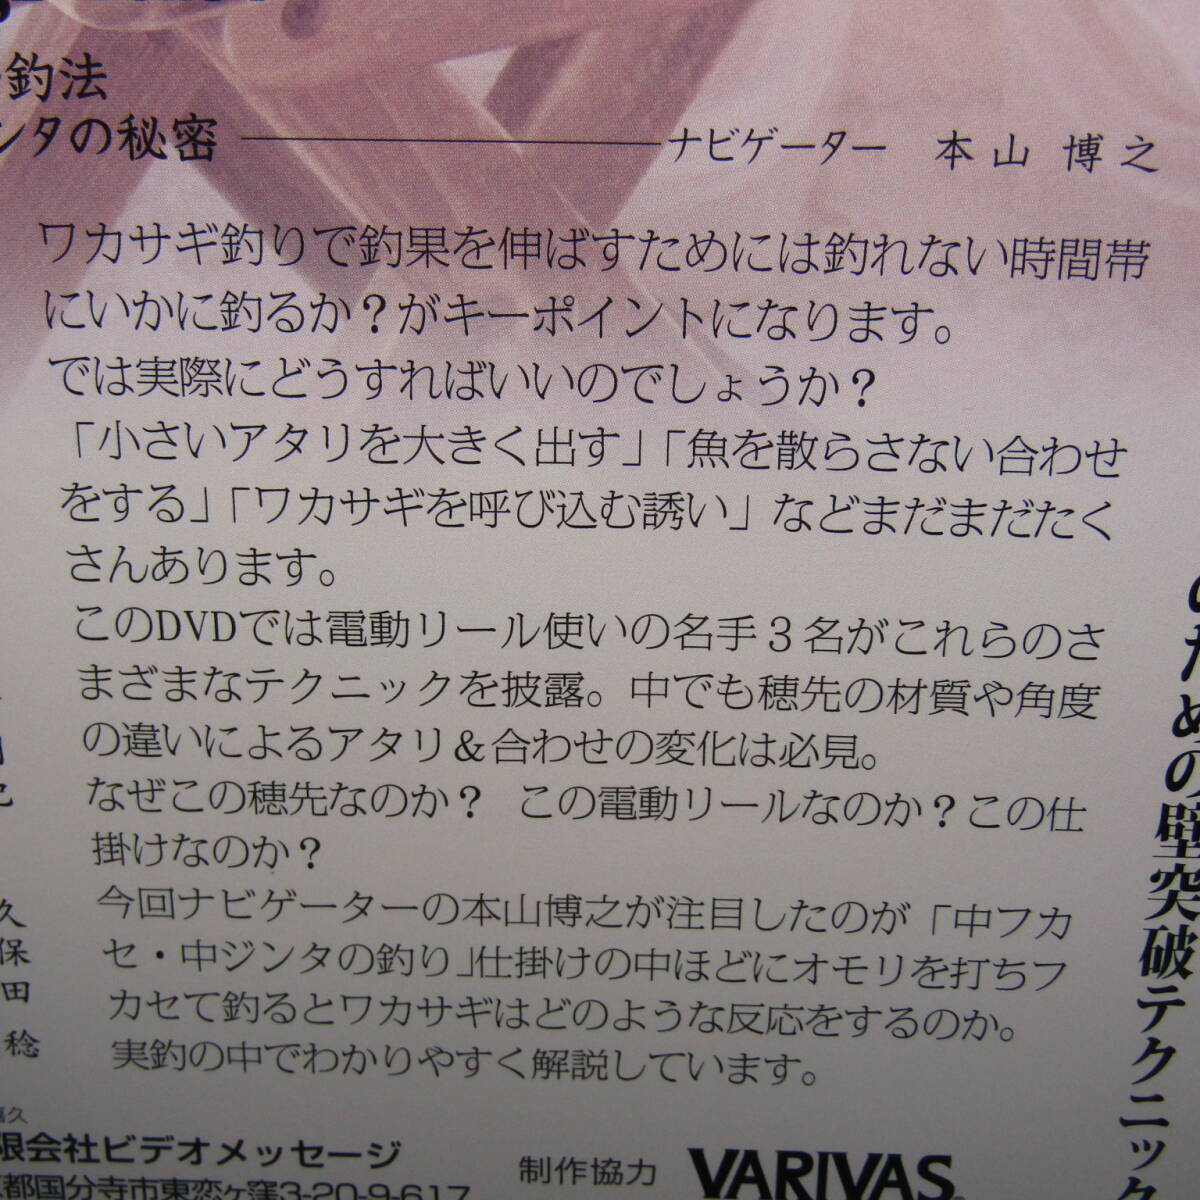 釣法
ンタの秘密 ナビゲーター 本山 博之
ワカサギ釣りで釣果を伸ばすためには釣れない時間帯
にいかに釣るか？がキーポイントになります。
では実際にどうすればいいのでしょうか？
「小さいアタリを大きく出す」「魚を散らさない合わせ
をする」「ワカサギを呼び込む誘い」などまだまだたく
さんあります。
このDVDでは電動リール使いの名手３名がこれらのさ
まざまなテクニックを披露。中でも穂先の材質や角度
の違いによるアタリ＆合わせの変化は必見。
なぜこの穂先なのか？ この電動リールなのか？この仕
掛けなのか？
今回ナビゲーターの本山博之が注目したのが「中フカ
セ・中ジンタの釣り」仕掛けの中ほどにオモリを打ちフ
カセて釣るとワカサギはどのような反応をするのか。
実釣の中でわかりやすく解説しています。
久
保
田
稔
限会社ビデオメッセージ
都国分寺市東恋ヶ窪3-20-9-617
制作協力 VARIVAS
ための壁突破テクニック